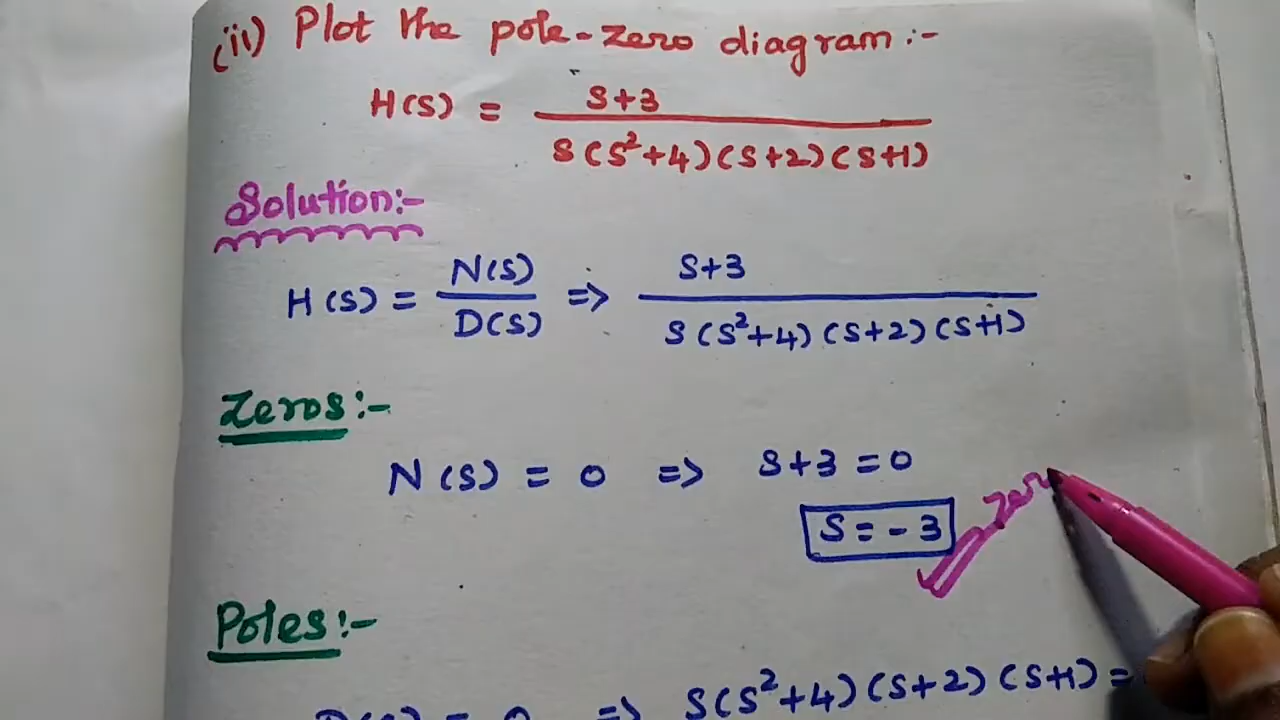 (ii) Plot the pole-zero diagram :-
H(S) = S+3 / S(S²+4)(S+2)(S+1)
Solution:-
H(S) = N(S) / D(S) => S+3 / S(S²+4)(S+2)(S+1)
Zeros:-
N(S) = 0 => S+3 = 0
S = -3
Poles:-
D(S) = 0 => S(S²+4)(S+2)(S+1) =